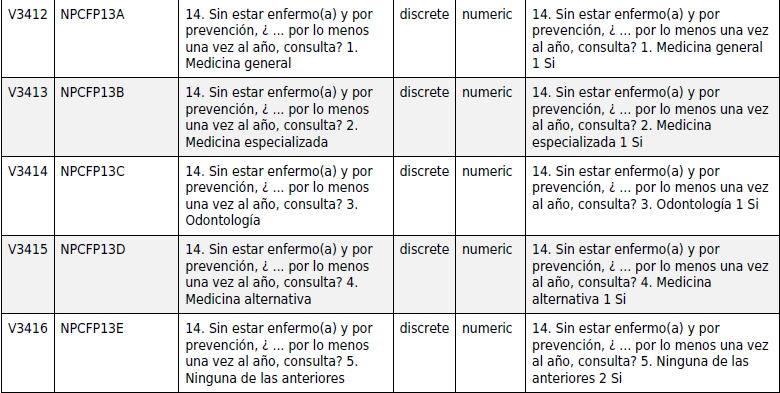 V3412 NPCFP13A 14. Sin estar enfermo(a) y por discrete numeric 14. Sin estar enfermo(a) y por
prevención, ¿ ... por lo menos prevención, ¿ ... por lo menos una vez
una vez al año, consulta? 1. al año, consulta? 1. Medicina general
Medicina general 1 Si
V3413 NPCFP13B 14. Sin estar enfermo(a) y por discrete numeric 14. Sin estar enfermo(a) y por
prevención, ¿ ... por lo menos prevención, ¿ ... por lo menos una vez
una vez al año, consulta? 2. al año, consulta? 2. Medicina
Medicina especializada especializada 1 Si
V3414 NPCFP13C 14. Sin estar enfermo(a) y por discrete numeric 14. Sin estar enfermo(a) y por
prevención, ¿ ... por lo menos prevención, ¿ ... por lo menos una vez
una vez al año, consulta? 3. al año, consulta? 3. Odontología 1 Si
Odontología
V3415 NPCFP13D 14. Sin estar enfermo(a) y por discrete numeric 14. Sin estar enfermo(a) y por
prevención, ¿ ... por lo menos prevención, ¿ ... por lo menos una vez
una vez al año, consulta? 4. al año, consulta? 4. Medicina
Medicina alternativa alternativa 1 Si
V3416 NPCFP13E 14. Sin estar enfermo(a) y por discrete numeric 14. Sin estar enfermo(a) y por
prevención, ¿ ... por lo menos prevención, ¿ ... por lo menos una vez
una vez al año, consulta? 5. al año, consulta? 5. Ninguna de las
Ninguna de las anteriores anteriores 2 Si